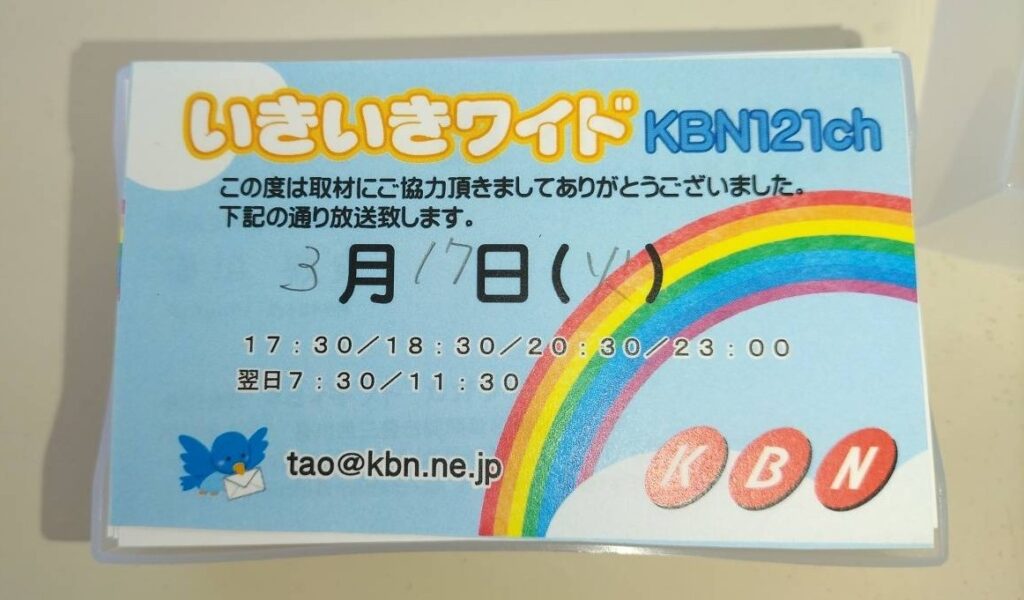 いきいきワイド KBN121ch
この度は取材にご協力頂きましてありがとうございました。
下記の通り放送致します。
3月17日(火)
17:30/18:30/20:30/23:00
翌日7:30/11:30
tao@kbn.ne.jp
KBN